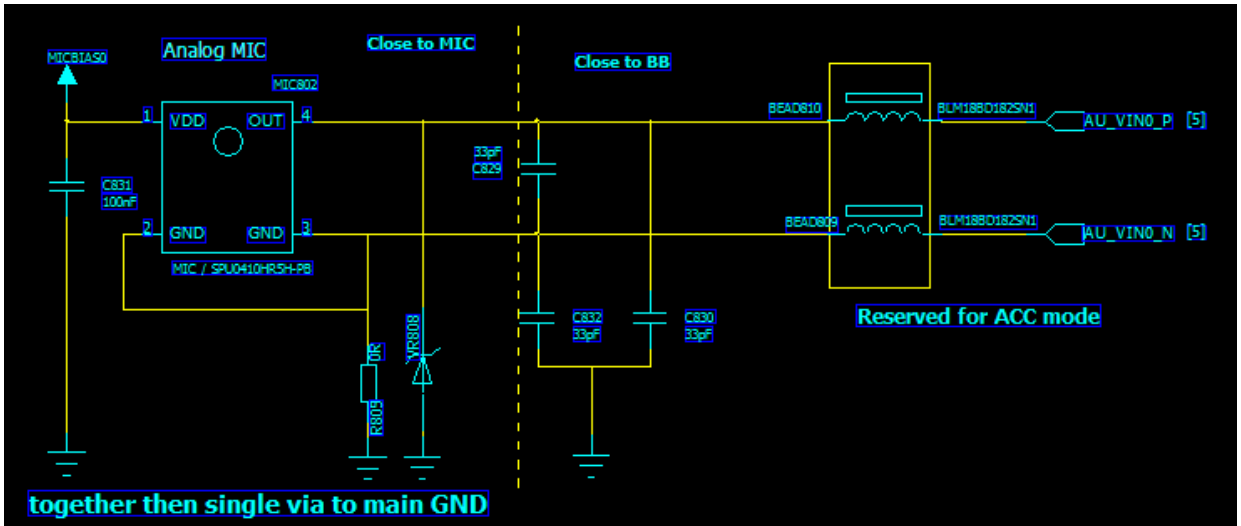 MICBIAS0
Analog MIC
Close to MIC
Close to BB
MIC802
1 VDD OUT 4
BEAD810
BLM18BD182SN1
AU_VIN0_P [5]
33pF
C829
C831
100nF
2 GND GND 3
BEAD809
BLM18BD182SN1
AU_VIN0_N [5]
MIC / SPU0410HR5H-PB
C832
33pF
C830
33pF
Reserved for ACC mode
VR808
0R
R809
together then single via to main GND